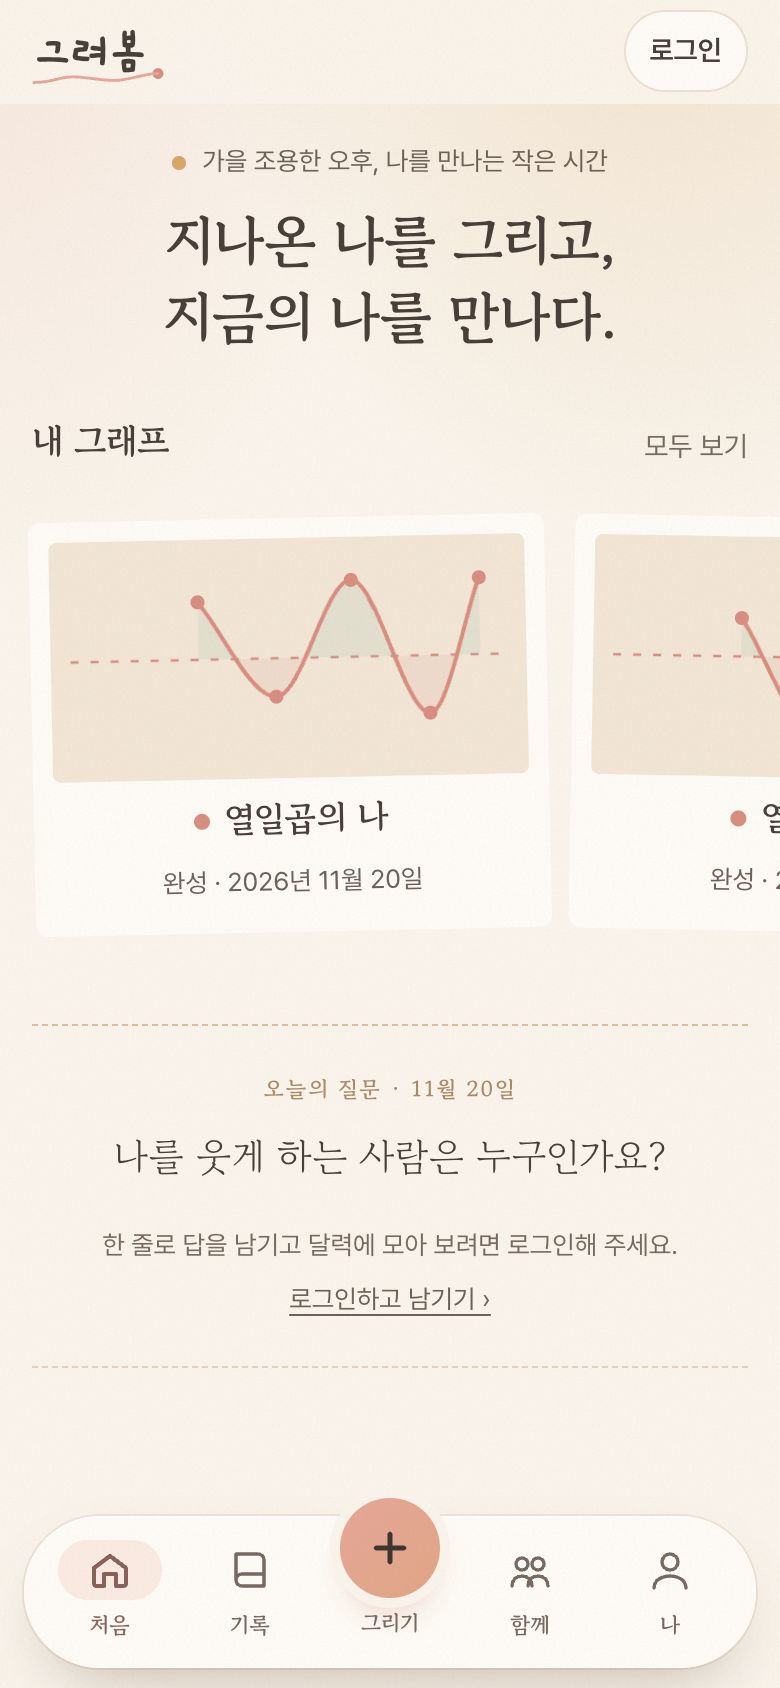 그려봄
로그인
가을 조용한 오후, 나를 만나는 작은 시간
지나온 나를 그리고,
지금의 나를 만나다.
내 그래프
모두 보기
열일곱의 나
완성 · 2026년 11월 20일
완성 ·
오늘의 질문 · 11월 20일
나를 웃게 하는 사람은 누구인가요?
한 줄로 답을 남기고 달력에 모아 보려면 로그인해 주세요.
로그인하고 남기기 ›
처음
기록
그리기
함께
나